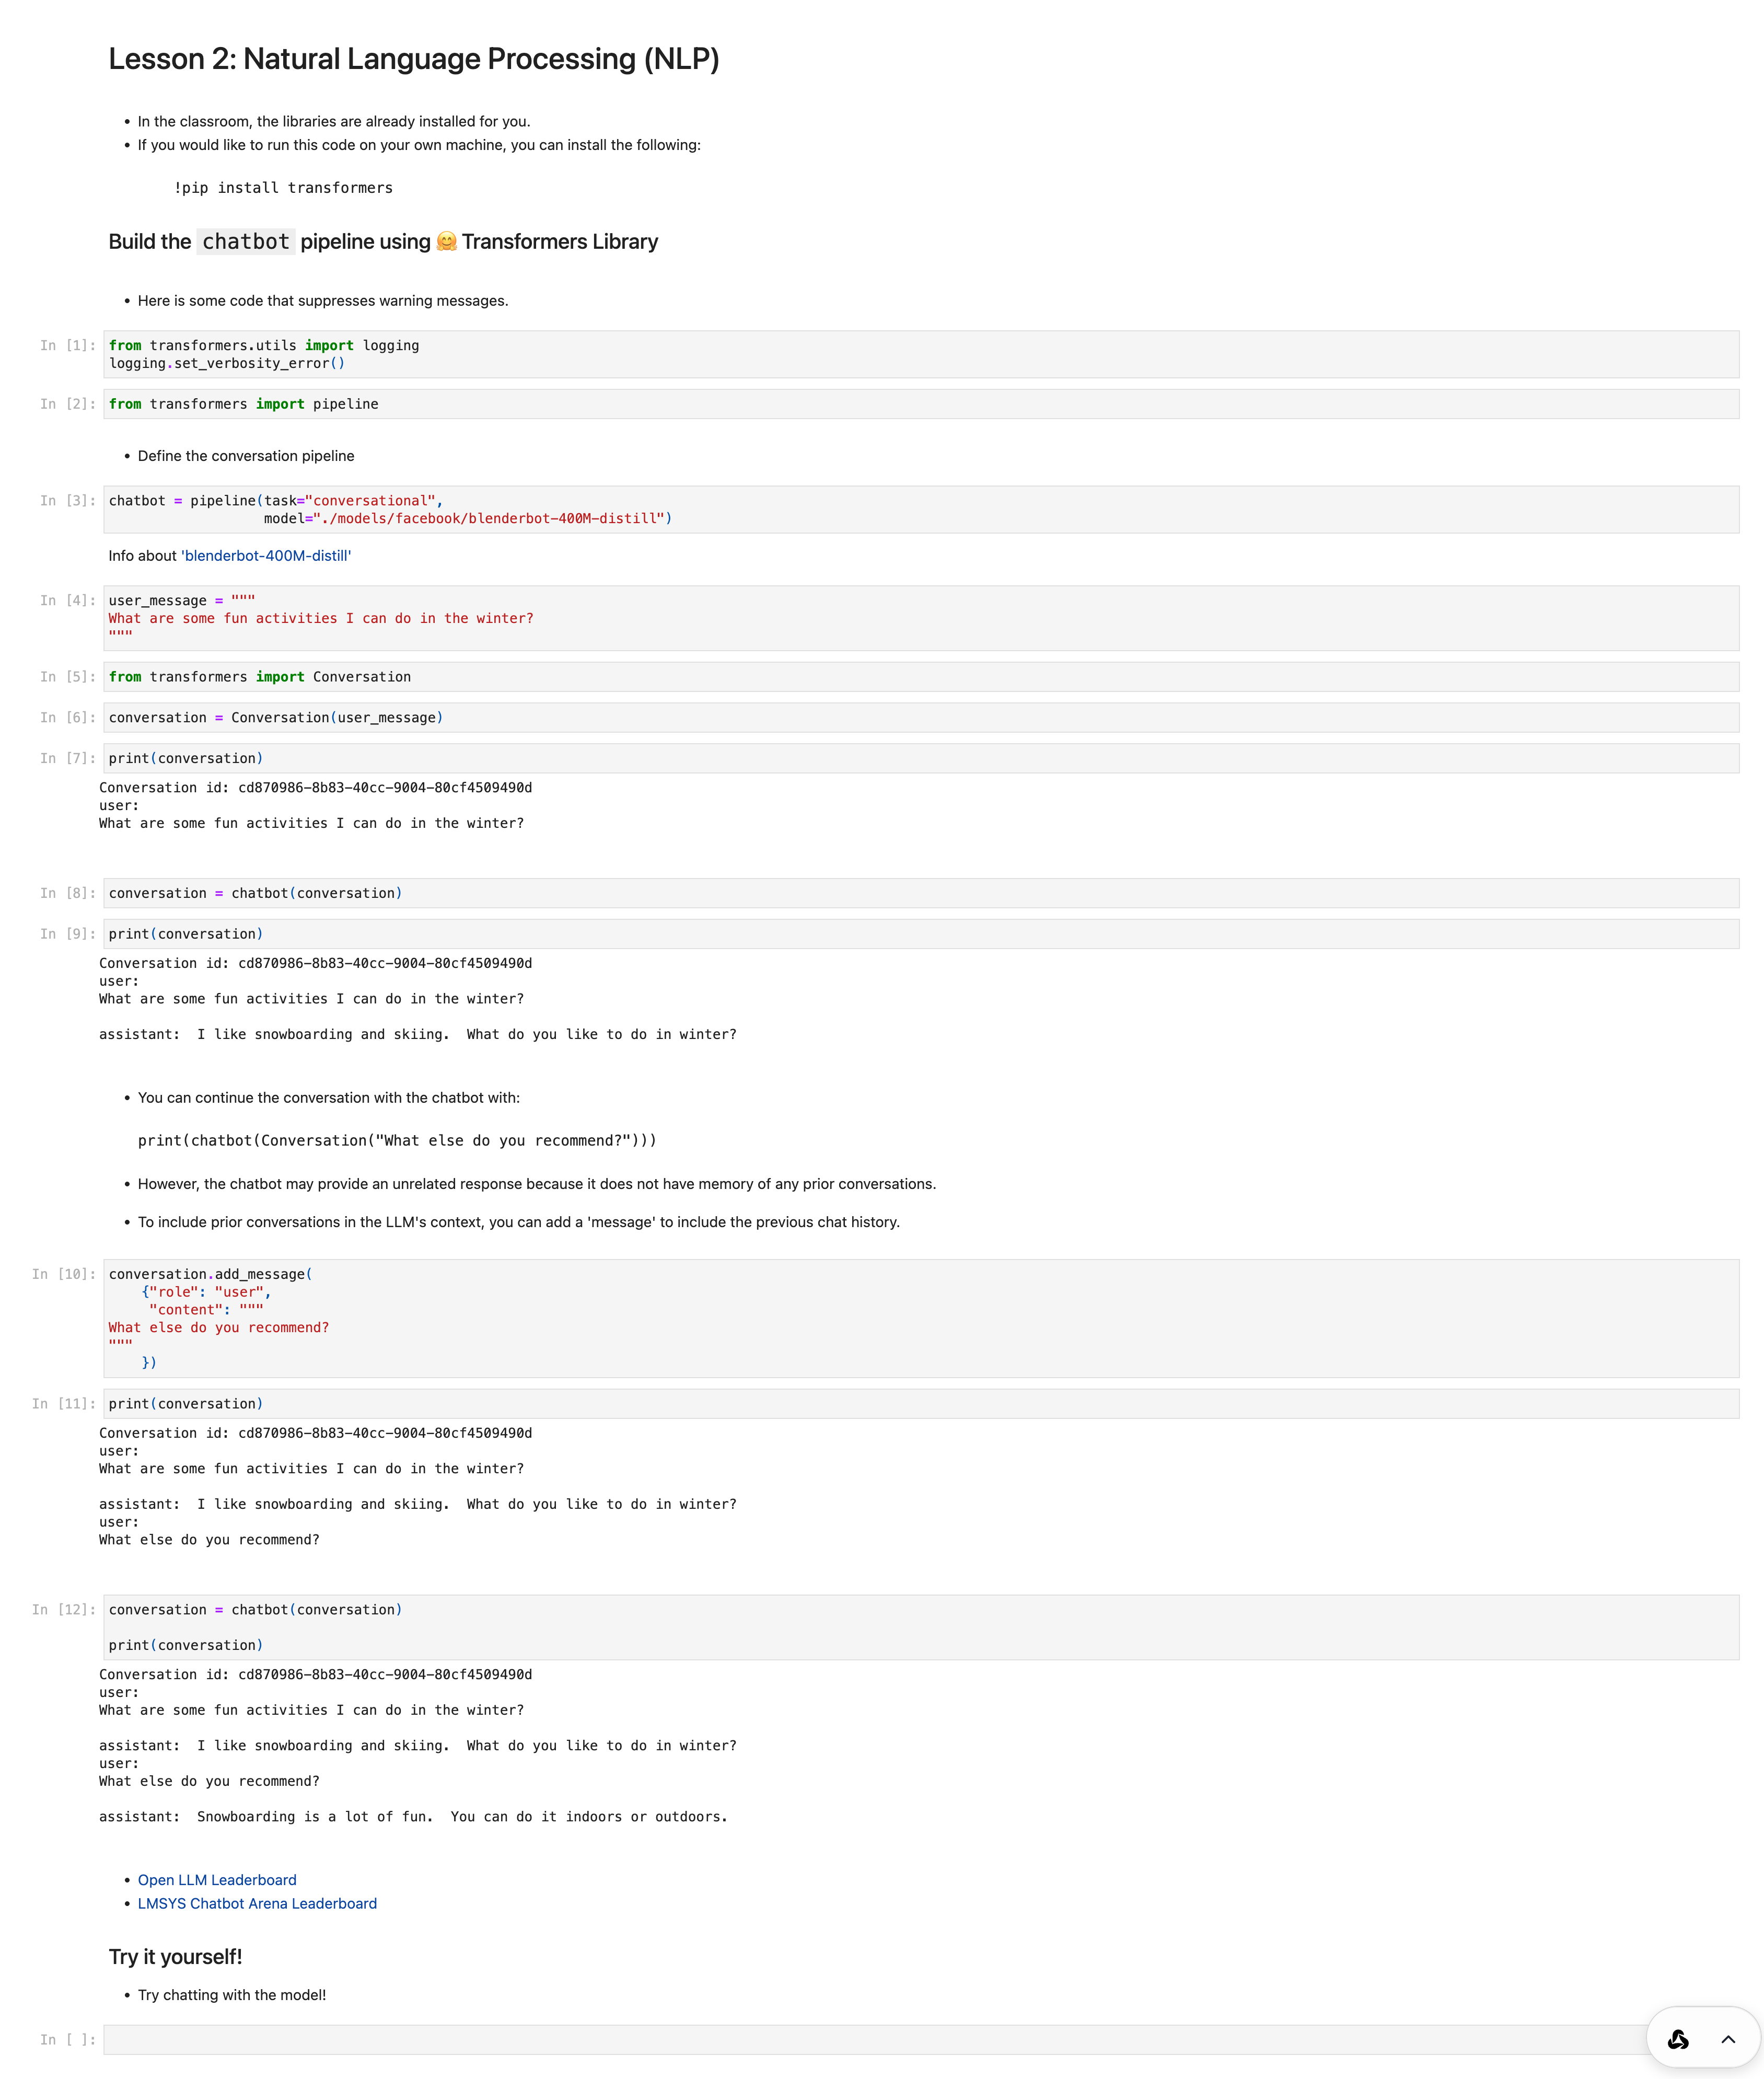 Lesson 2: Natural Language Processing (NLP)
• In the classroom, the libraries are already installed for you.
• If you would like to run this code on your own machine, you can install the following:
!pip install transformers
Build the chatbot pipeline using 🤗 Transformers Library
• Here is some code that suppresses warning messages.
In [1]: from transformers.utils import logging
logging.set_verbosity_error()
In [2]: from transformers import pipeline
• Define the conversation pipeline
In [3]: chatbot = pipeline(task="conversational",
model="./models/facebook/blenderbot-400M-distill")
Info about 'blenderbot-400M-distill'
In [4]: user_message = """
What are some fun activities I can do in the winter?
"""
In [5]: from transformers import Conversation
In [6]: conversation = Conversation(user_message)
In [7]: print(conversation)
Conversation id: cd870986-8b83-40cc-9004-80cf4509490d
user:
What are some fun activities I can do in the winter?
In [8]: conversation = chatbot(conversation)
In [9]: print(conversation)
Conversation id: cd870986-8b83-40cc-9004-80cf4509490d
user:
What are some fun activities I can do in the winter?
assistant:  I like snowboarding and skiing.  What do you like to do in winter?
• You can continue the conversation with the chatbot with:
print(chatbot(Conversation("What else do you recommend?")))
• However, the chatbot may provide an unrelated response because it does not have memory of any prior conversations.
• To include prior conversations in the LLM's context, you can add a 'message' to include the previous chat history.
In [10]: conversation.add_message(
{"role": "user",
"content": """
What else do you recommend?
"""
})
In [11]: print(conversation)
Conversation id: cd870986-8b83-40cc-9004-80cf4509490d
user:
What are some fun activities I can do in the winter?
assistant:  I like snowboarding and skiing.  What do you like to do in winter?
user:
What else do you recommend?
In [12]: conversation = chatbot(conversation)
print(conversation)
Conversation id: cd870986-8b83-40cc-9004-80cf4509490d
user:
What are some fun activities I can do in the winter?
assistant:  I like snowboarding and skiing.  What do you like to do in winter?
user:
What else do you recommend?
assistant:  Snowboarding is a lot of fun.  You can do it indoors or outdoors.
• Open LLM Leaderboard
• LMSYS Chatbot Arena Leaderboard
Try it yourself!
• Try chatting with the model!
In [ ]: